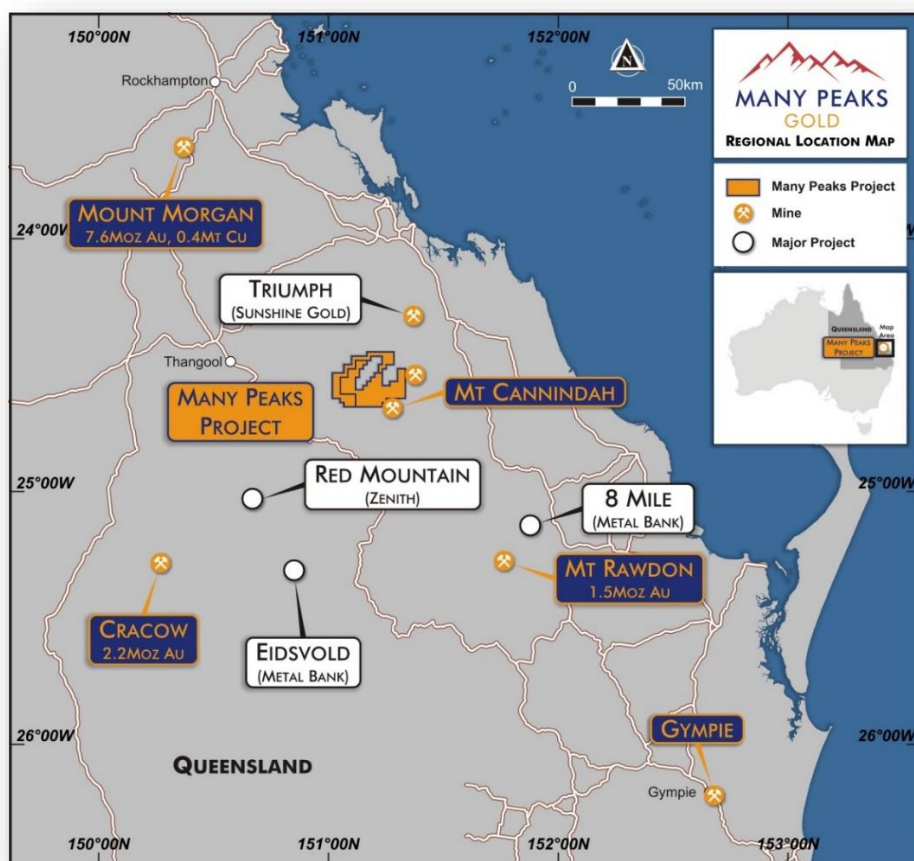 150°00N
151°00N
152°00N
Rockhampton
N
0
50km
MANY PEAKS
GOLD
REGIONAL LOCATION MAP
Many Peaks Project
Mine
Major Project
MOUNT MORGAN
7.6MOZ AU, 0.4MT CU
24°00W
24°00W
TRIUMPH
(SUNSHINE GOLD)
QUEENSLAND
Map
Area
MANY PEAKS
PROJECT
Thangool
MANY PEAKS
PROJECT
MT CANNINDAH
RED MOUNTAIN
(ZENITH)
25°00W
25°00W
8 MILE
(METAL BANK)
MT RAWDON
1.5MOZ AU
CRACOW
2.2MOZ AU
EIDSVOLD
(METAL BANK)
GYMPIE
26°00W
26°00W
QUEENSLAND
Gympie
150°00N
151°00N
152°00N
153°00N